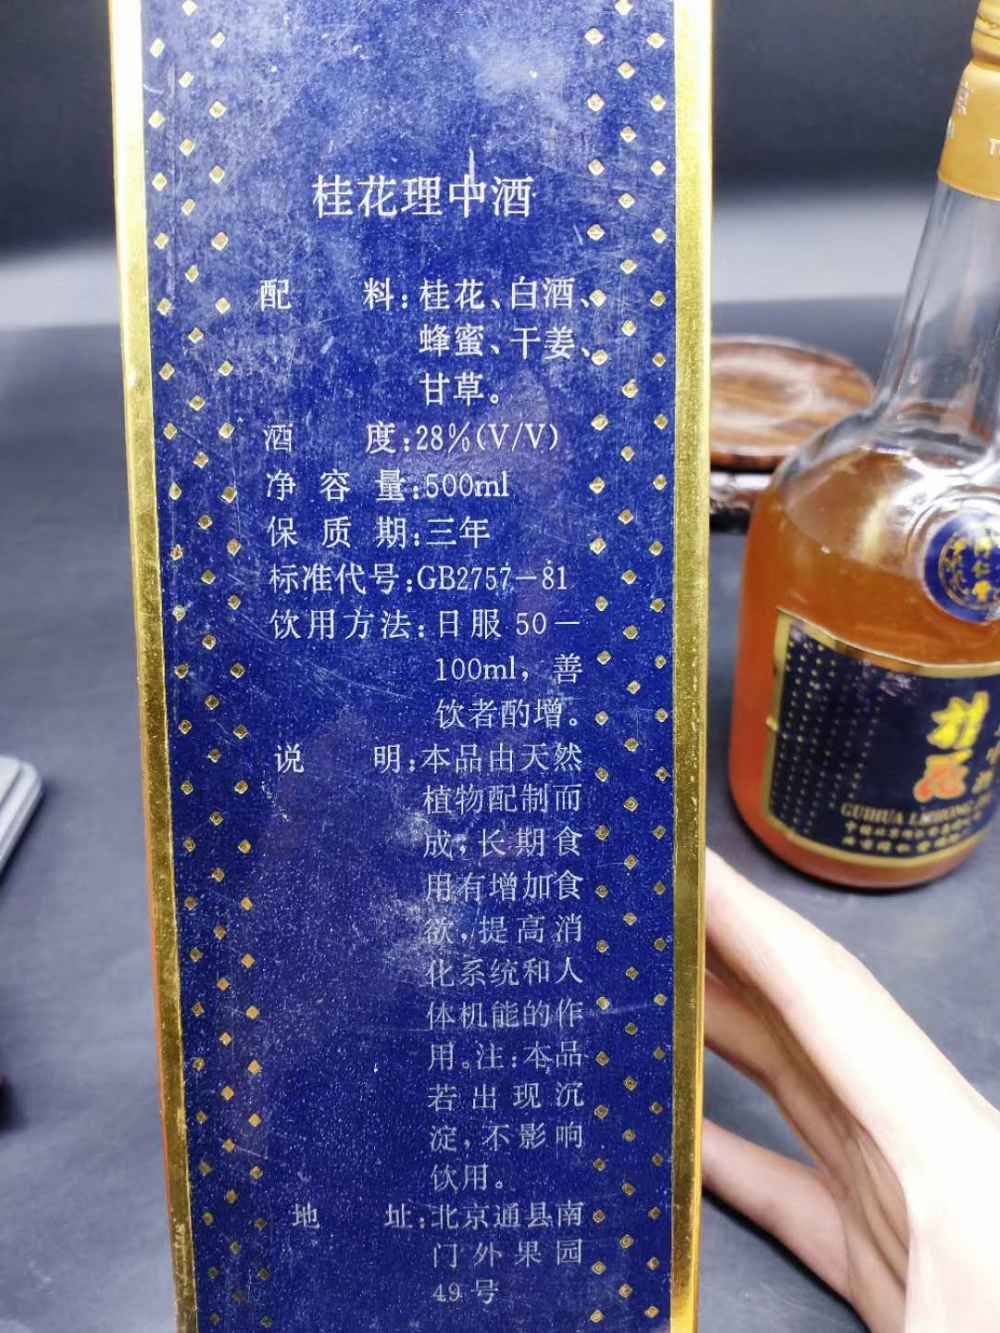 桂花理中酒
配 料:桂花、白酒、
蜂蜜、干姜、
甘草。
酒 度:28%(V/V)
净 容 量:500ml
保 质 期:三年
标准代号:GB2757-81
饮用方法:日服 50-
100ml，善
饮者酌增。
说 明:本品由天然
植物配制而
成;长期食
用有增加食
欲,提高消
化系统和人
体机能的作
用。注:本品
若出现沉
淀,不影响
饮用。
地 址:北京通县南
门外果园
49号
桂花
GUIHUA